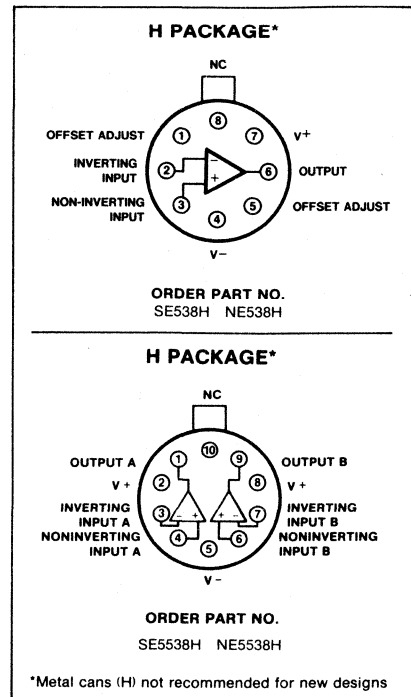 H PACKAGE*
NC
8
OFFSET ADJUST 1 7 V+
INVERTING
INPUT 2 − 6 OUTPUT
+
NON-INVERTING
INPUT 3 5 OFFSET ADJUST
4
V−
ORDER PART NO.
SE538H NE538H
H PACKAGE*
NC
10
OUTPUT A 1 9 OUTPUT B
V+ 2 8 V+
INVERTING
INPUT A 3 − + + − 7 INVERTING
INPUT B
NONINVERTING
INPUT A 4 6 NONINVERTING
INPUT B
5
V−
ORDER PART NO.
SE5538H NE5538H
*Metal cans (H) not recommended for new designs